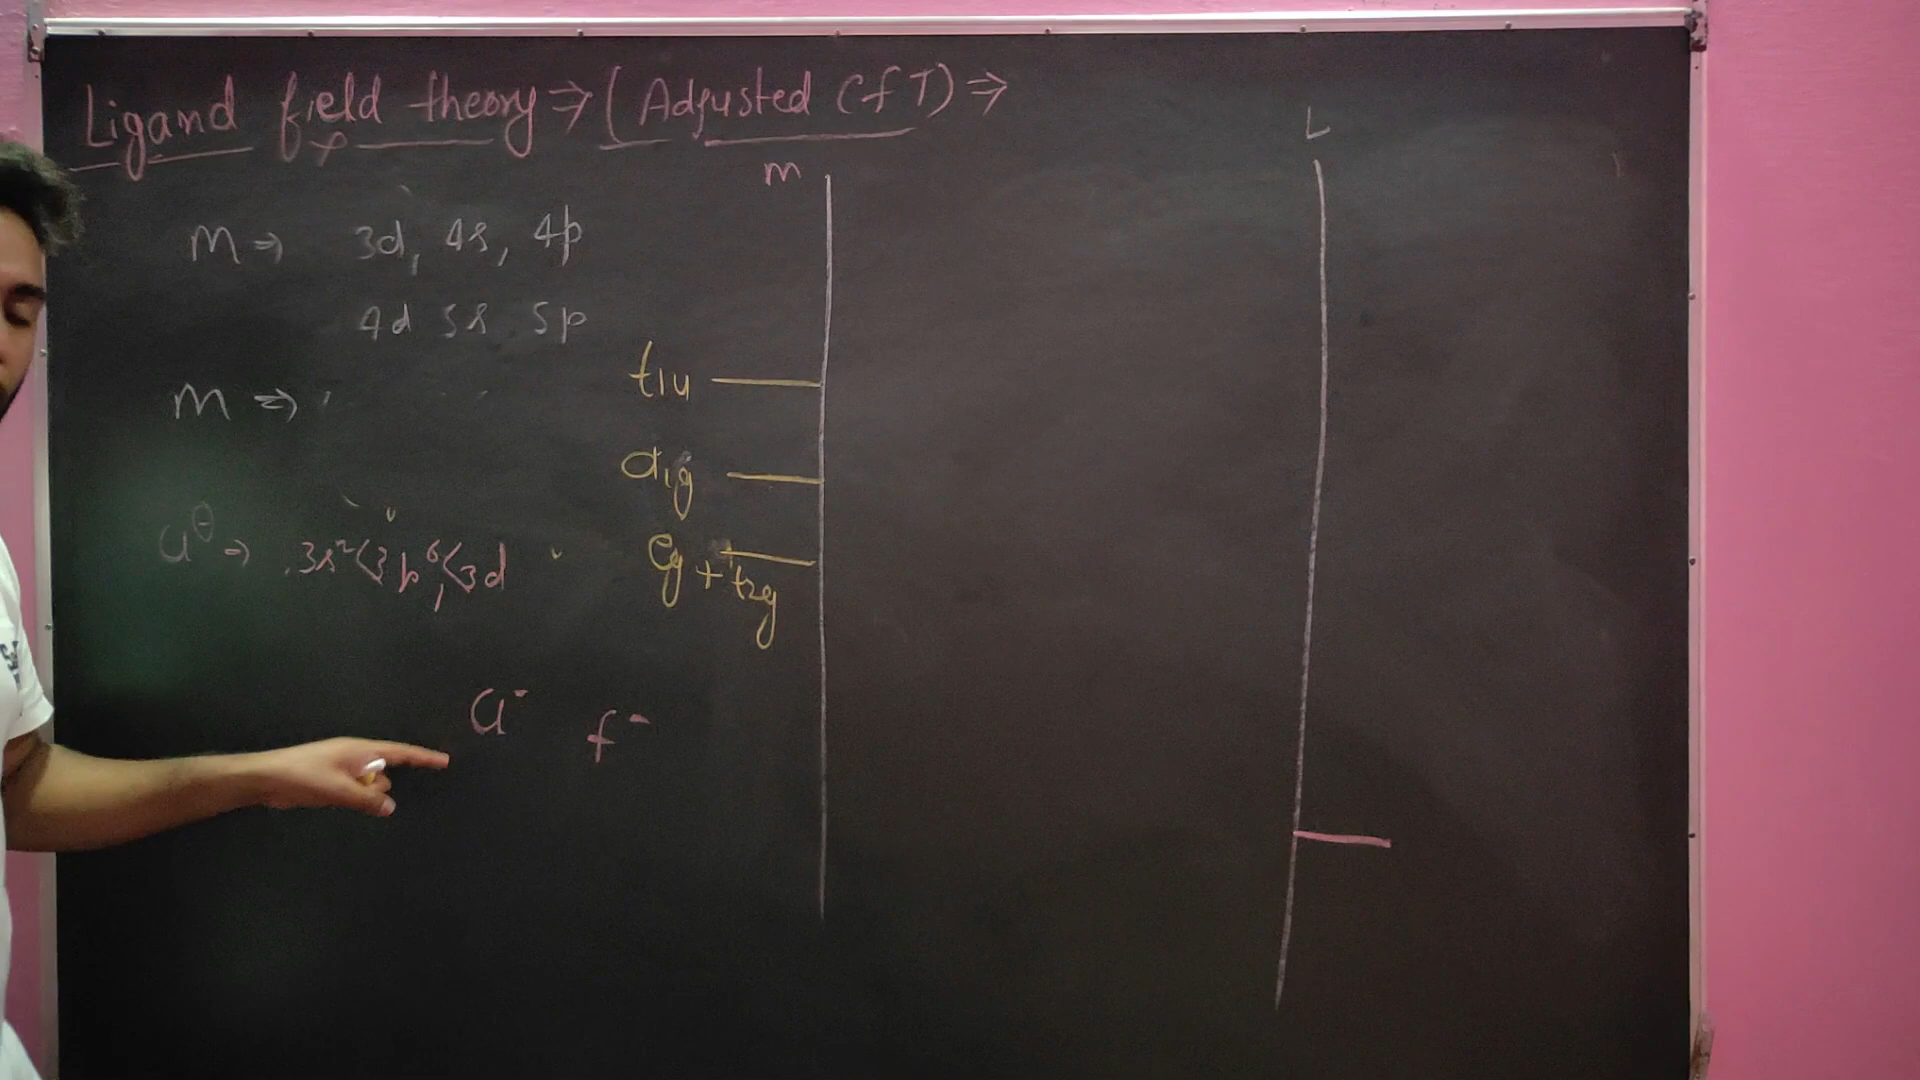 Ligand field theory ⇒ (Adjusted CfT) ⇒
m
L
m ⇒ 3d, 4s, 4p
4d 5s 5p
t1u
m ⇒
a1g
Cl⊖ ⇒ 3s²<3p⁶<3d
eg + t2g
Cl⁻ f⁻